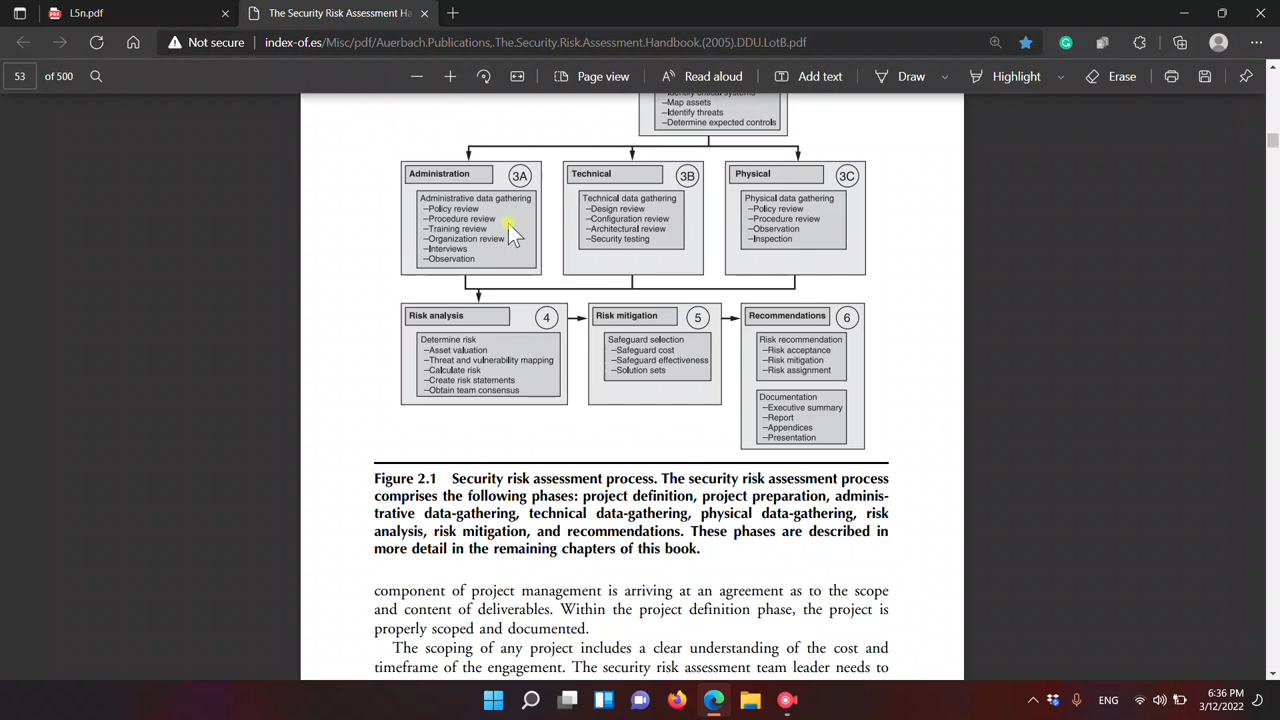 L5n.pdf
The Security Risk Assessment Ha
Not secure
index-of.es/Misc/pdf/Auerbach.Publications,.The.Security.Risk.Assessment.Handbook.(2005).DDU.LotB.pdf
53 of 500
Page view
Read aloud
Add text
Draw
Highlight
Erase
–Identify critical systems
–Map assets
–Identify threats
–Determine expected controls
Administration
3A
Administrative data gathering
–Policy review
–Procedure review
–Training review
–Organization review
–Interviews
–Observation
Technical
3B
Technical data gathering
–Design review
–Configuration review
–Architectural review
–Security testing
Physical
3C
Physical data gathering
–Policy review
–Procedure review
–Observation
–Inspection
Risk analysis
4
Determine risk
–Asset valuation
–Threat and vulnerability mapping
–Calculate risk
–Create risk statements
–Obtain team consensus
Risk mitigation
5
Safeguard selection
–Safeguard cost
–Safeguard effectiveness
–Solution sets
Recommendations
6
Risk recommendation
–Risk acceptance
–Risk mitigation
–Risk assignment
Documentation
–Executive summary
–Report
–Appendices
–Presentation
Figure 2.1 Security risk assessment process. The security risk assessment process
comprises the following phases: project definition, project preparation, adminis-
trative data-gathering, technical data-gathering, physical data-gathering, risk
analysis, risk mitigation, and recommendations. These phases are described in
more detail in the remaining chapters of this book.
component of project management is arriving at an agreement as to the scope
and content of deliverables. Within the project definition phase, the project is
properly scoped and documented.
The scoping of any project includes a clear understanding of the cost and
timeframe of the engagement. The security risk assessment team leader needs to
ENG
6:36 PM
3/12/2022